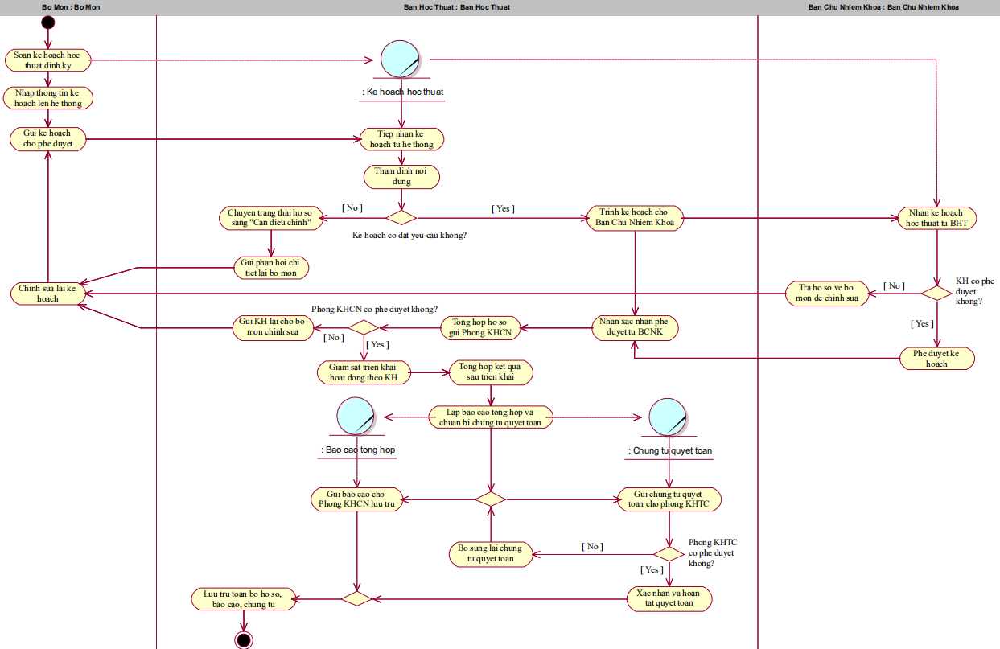 Bo Mon : Bo Mon
Ban Hoc Thuat : Ban Hoc Thuat
Ban Chu Nhiem Khoa : Ban Chu Nhiem Khoa
Soan ke hoach hoc
thuat dinh ky
: Ke hoach hoc thuat
Nhap thong tin ke
hoach len he thong
Gui ke hoach
cho phe duyet
Tiep nhan ke
hoach tu he thong
Tham dinh noi
dung
[ No ]
[ Yes ]
Chuyen trang thai ho so
sang "Can dieu chinh"
Ke hoach co dat yeu cau khong?
Trinh ke hoach cho
Ban Chu Nhiem Khoa
Nhan ke hoach
hoc thuat tu BHT
Gui phan hoi chi
tiet lai bo mon
Chinh sua lai ke
hoach
Tra ho so ve bo
mon de chinh sua
[ No ]
KH co phe
duyet
khong?
[ Yes ]
Phong KHCN co phe duyet khong?
Gui KH lai cho bo
mon chinh sua
[ No ]
[ Yes ]
Tong hop ho so
gui Phong KHCN
Nhan xac nhan phe
duyet tu BCNK
Phe duyet ke
hoach
Giam sat trien khai
hoat dong theo KH
Tong hop ket qua
sau trien khai
Lap bao cao tong hop va
chuan bi chung tu quyet toan
: Bao cao tong hop
: Chung tu quyet toan
Gui bao cao cho
Phong KHCN luu tru
Gui chung tu quyet
toan cho phong KHTC
Bo sung lai chung
tu quyet toan
[ No ]
Phong KHTC
co phe duyet
khong?
[ Yes ]
Luu tru toan bo ho so,
bao cao, chung tu
Xac nhan va hoan
tat quyet toan